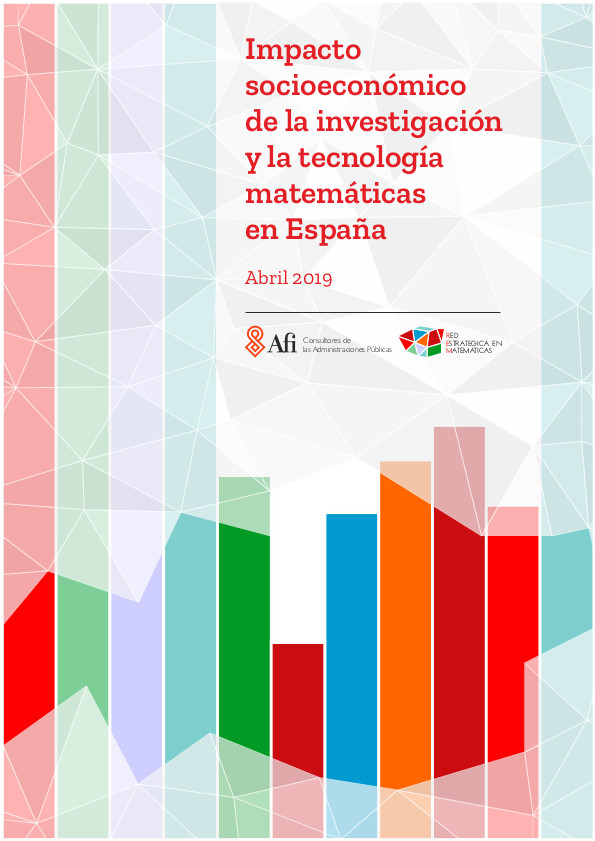 Impacto
socioeconómico
de la investigación
y la tecnología
matemáticas
en España
Abril 2019
Afi
Consultores de
las Administraciones Públicas
RED
ESTRATÉGICA EN
MATEMÁTICAS